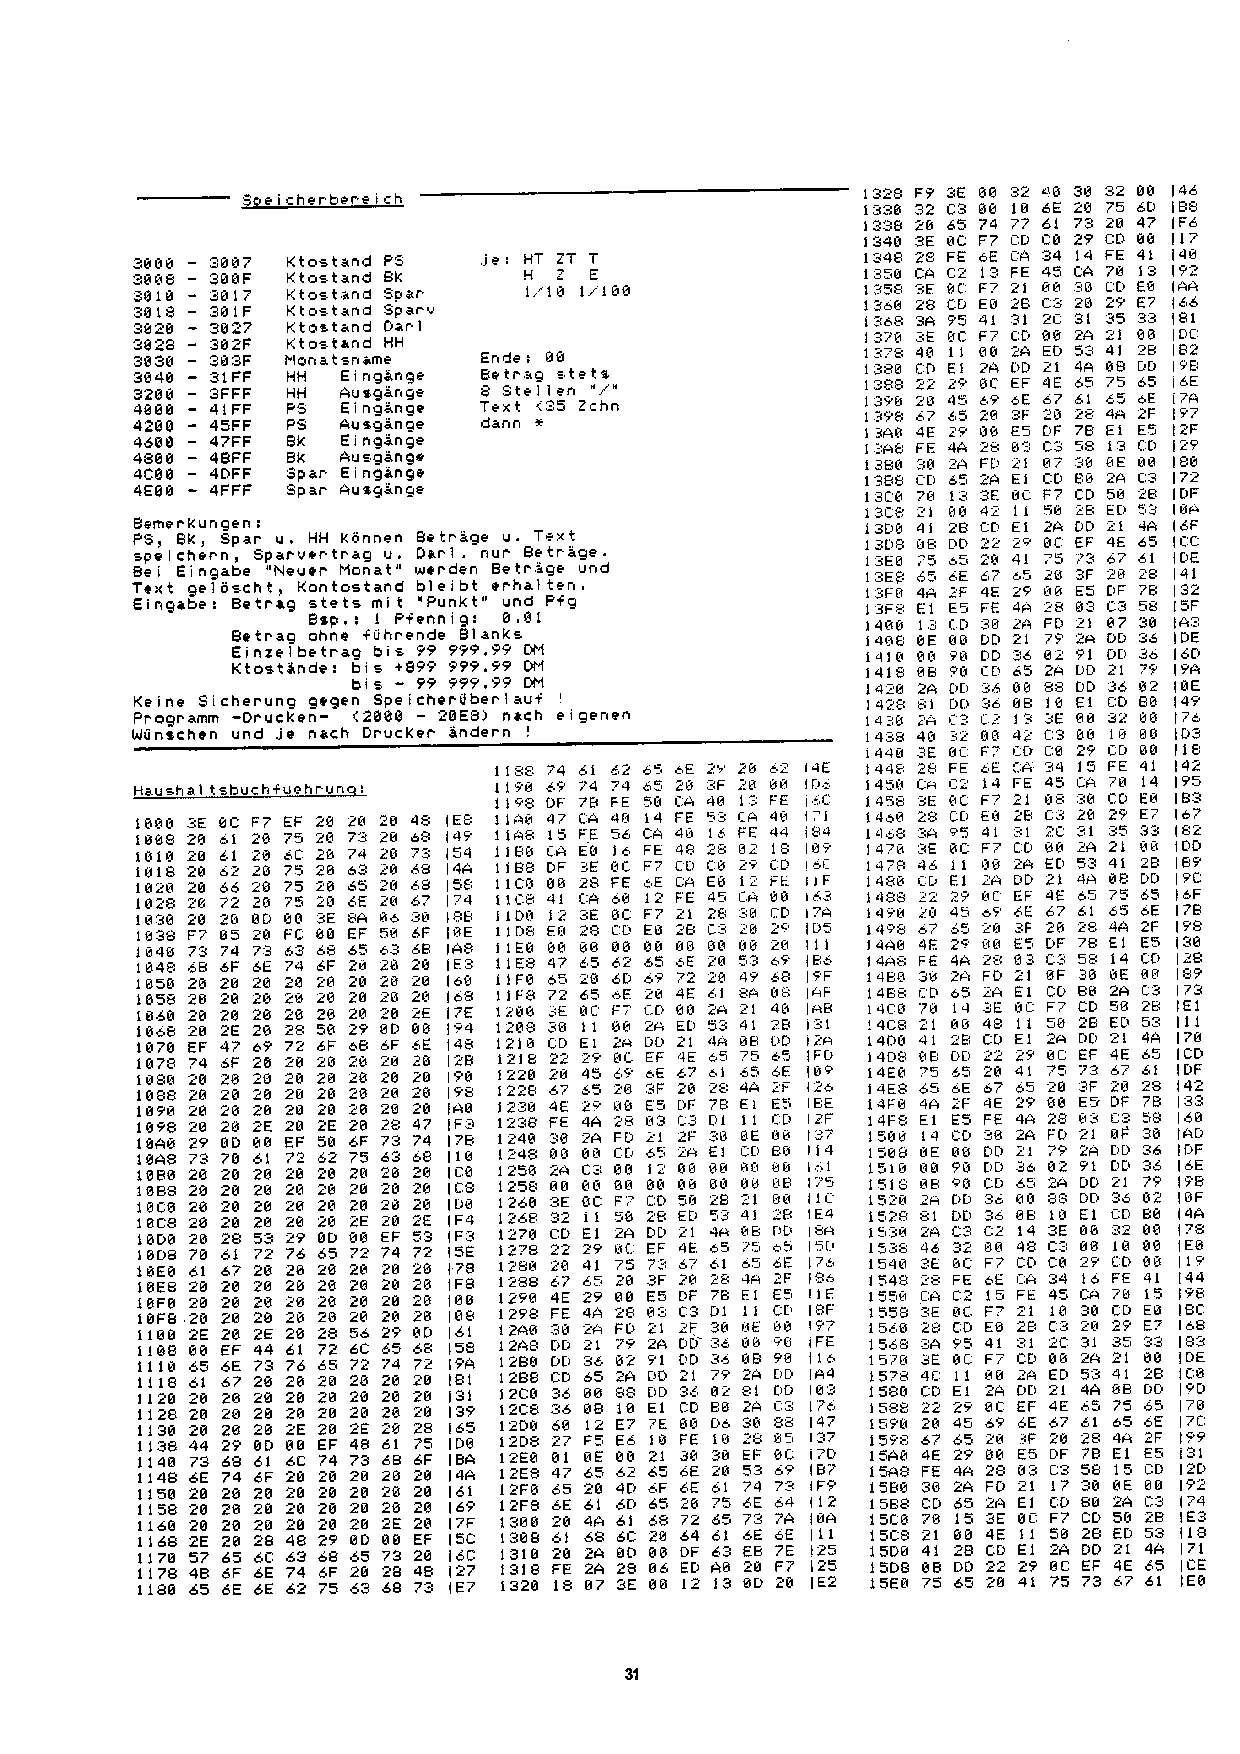 Speicherbereich
3000 - 3007 Ktostand PS je: HT ZT T
3008 - 300F Ktostand BK H Z E
3010 - 3017 Ktostand Spar 1/10 1/100
3018 - 301F Ktostand Sparv
3020 - 3027 Ktostand Darl
3028 - 302F Ktostand HH
3030 - 303F Monatsname Ende: 00
3040 - 31FF HH Eingänge Betrag stets
3200 - 3FFF HH Ausgänge 8 Stellen "/"
4000 - 41FF PS Eingänge Text <35 Zchn
4200 - 45FF PS Ausgänge dann *
4600 - 47FF BK Eingänge
4800 - 4BFF BK Ausgänge
4C00 - 4DFF Spar Eingänge
4E00 - 4FFF Spar Ausgänge
Bemerkungen:
PS, BK, Spar u. HH können Beträge u. Text
speichern, Sparvertrag u. Darl. nur Beträge.
Bei Eingabe "Neuer Monat" werden Beträge und
Text gelöscht, Kontostand bleibt erhalten.
Eingabe: Betrag stets mit "Punkt" und Pfg
Bsp.: 1 Pfennig: 0.01
Betrag ohne führende Blanks
Einzelbetrag bis 99 999.99 DM
Ktostände: bis +899 999.99 DM
bis - 99 999.99 DM
Keine Sicherung gegen Speicherüberlauf !
Programm -Drucken- (2000 - 20E8) nach eigenen
Wünschen und je nach Drucker ändern !
Haushaltsbuchfuehrung:
1000 3E 0C F7 EF 20 20 20 48 |E8
1008 20 61 20 75 20 73 20 68 |49
1010 20 61 20 6C 20 74 20 73 |54
1018 20 62 20 75 20 63 20 68 |4A
1020 20 66 20 75 20 65 20 68 |58
1028 20 72 20 75 20 6E 20 67 |74
1030 20 20 0D 00 3E 8A 06 30 |8B
1038 F7 05 20 FC 00 EF 50 6F |0E
1040 73 74 73 63 68 65 63 6B |A8
1048 6B 6F 6E 74 6F 20 20 20 |E3
1050 20 20 20 20 20 20 20 20 |60
1058 20 20 20 20 20 20 20 20 |68
1060 20 20 20 20 20 20 20 2E |7E
1068 20 2E 20 28 50 29 0D 00 |94
1070 EF 47 69 72 6F 6B 6F 6E |48
1078 74 6F 20 20 20 20 20 20 |2B
1080 20 20 20 20 20 20 20 20 |90
1088 20 20 20 20 20 20 20 20 |98
1090 20 20 20 20 20 20 20 20 |A0
1098 20 20 2E 20 2E 20 28 47 |F3
10A0 29 0D 00 EF 50 6F 73 74 |7B
10A8 73 70 61 72 62 75 63 68 |10
10B0 20 20 20 20 20 20 20 20 |C0
10B8 20 20 20 20 20 20 20 20 |C8
10C0 20 20 20 20 20 20 20 20 |D0
10C8 20 20 20 20 20 2E 20 2E |F4
10D0 20 28 53 29 0D 00 EF 53 |F3
10D8 70 61 72 76 65 72 74 72 |5E
10E0 61 67 20 20 20 20 20 20 |78
10E8 20 20 20 20 20 20 20 20 |F8
10F0 20 20 20 20 20 20 20 20 |00
10F8 20 20 20 20 20 20 20 20 |08
1100 2E 20 2E 20 28 56 29 0D |61
1108 00 EF 44 61 72 6C 65 68 |58
1110 65 6E 73 76 65 72 74 72 |9A
1118 61 67 20 20 20 20 20 20 |B1
1120 20 20 20 20 20 20 20 20 |31
1128 20 20 20 20 20 20 20 20 |39
1130 20 20 20 2E 20 2E 20 28 |65
1138 44 29 0D 00 EF 48 61 75 |D0
1140 73 68 61 6C 74 73 6B 6F |BA
1148 6E 74 6F 20 20 20 20 20 |4A
1150 20 20 20 20 20 20 20 20 |61
1158 20 20 20 20 20 20 20 20 |69
1160 20 20 20 20 20 20 2E 20 |7F
1168 2E 20 28 48 29 0D 00 EF |5C
1170 57 65 6C 63 68 65 73 20 |6C
1178 4B 6F 6E 74 6F 20 28 4B |27
1180 65 6E 6E 62 75 63 68 73 |E7
1188 74 61 62 65 6E 29 20 62 |4E
1190 69 74 74 65 20 3F 20 00 |D6
1198 DF 7B FE 50 CA 40 13 FE |6C
11A0 47 CA 40 14 FE 53 CA 40 |71
11A8 15 FE 56 CA 40 16 FE 44 |84
11B0 CA E0 16 FE 48 28 02 18 |09
11B8 DF 3E 0C F7 CD C0 29 CD |6C
11C0 00 28 FE 6E CA E0 12 FE |1F
11C8 41 CA 60 12 FE 45 CA 00 |63
11D0 12 3E 0C F7 21 28 30 CD |7A
11D8 E0 28 CD E0 2B C3 20 29 |D5
11E0 00 00 00 00 00 00 00 20 |11
11E8 47 65 62 65 6E 20 53 69 |B6
11F0 65 20 6D 69 72 20 49 68 |9F
11F8 72 65 6E 20 4E 61 8A 08 |AF
1200 3E 0C F7 CD 00 2A 21 40 |AB
1208 30 11 00 2A ED 53 41 2B |31
1210 CD E1 2A DD 21 4A 0B DD |2A
1218 22 29 0C EF 4E 65 75 65 |FD
1220 20 45 69 6E 67 61 65 6E |09
1228 67 65 20 3F 20 28 4A 2F |26
1230 4E 29 00 E5 DF 7B E1 E5 |BE
1238 FE 4A 28 03 C3 D1 11 CD |2F
1240 30 2A FD 21 2F 30 0E 00 |37
1248 00 00 CD 65 2A E1 CD B0 |14
1250 2A C3 00 12 00 00 00 00 |61
1258 00 00 00 00 00 00 00 0B |75
1260 3E 0C F7 CD 50 2B 21 00 |1C
1268 32 11 50 2B ED 53 41 2B |E4
1270 CD E1 2A DD 21 4A 0B DD |8A
1278 22 29 0C EF 4E 65 75 65 |5D
1280 20 41 75 73 67 61 65 6E |76
1288 67 65 20 3F 20 28 4A 2F |86
1290 4E 29 00 E5 DF 7B E1 E5 |1E
1298 FE 4A 28 03 C3 D1 11 CD |8F
12A0 30 2A FD 21 2F 30 0E 00 |97
12A8 DD 21 79 2A DD 36 00 90 |FE
12B0 DD 36 02 91 DD 36 0B 90 |16
12B8 CD 65 2A DD 21 79 2A DD |A4
12C0 36 00 88 DD 36 02 81 DD |03
12C8 36 0B 10 E1 CD B0 2A C3 |76
12D0 60 12 E7 7E 00 D6 30 88 |47
12D8 27 F5 E6 10 FE 10 28 05 |37
12E0 01 0E 00 21 30 30 EF 0C |7D
12E8 47 65 62 65 6E 20 53 69 |B7
12F0 65 20 4D 6F 6E 61 74 73 |F9
12F8 6E 61 6D 65 20 75 6E 64 |12
1300 20 4A 61 68 72 65 73 7A |0A
1308 61 68 6C 20 64 61 6E 6E |11
1310 20 2A 0D 00 DF 63 EB 7E |25
1318 FE 2A 28 06 ED A0 20 F7 |25
1320 18 07 3E 00 12 13 0D 20 |E2
1328 F9 3E 00 32 40 30 32 00 |46
1330 32 C3 00 10 6E 20 75 6D |B8
1338 20 65 74 77 61 73 20 47 |F6
1340 3E 0C F7 CD C0 29 CD 00 |17
1348 28 FE 6E CA 34 14 FE 41 |40
1350 CA C2 13 FE 45 CA 70 13 |92
1358 3E 0C F7 21 00 30 CD E0 |AA
1360 28 CD E0 2B C3 20 29 E7 |66
1368 3A 95 41 31 2C 31 35 33 |81
1370 3E 0C F7 CD 00 2A 21 00 |DC
1378 40 11 00 2A ED 53 41 2B |B2
1380 CD E1 2A DD 21 4A 0B DD |9B
1388 22 29 0C EF 4E 65 75 65 |6E
1390 20 45 69 6E 67 61 65 6E |7A
1398 67 65 20 3F 20 28 4A 2F |97
13A0 4E 29 00 E5 DF 7B E1 E5 |2F
13A8 FE 4A 28 03 C3 58 13 CD |29
13B0 30 2A FD 21 07 30 0E 00 |80
13B8 CD 65 2A E1 CD B0 2A C3 |72
13C0 70 13 3E 0C F7 CD 50 2B |DF
13C8 21 00 42 11 50 2B ED 53 |0A
13D0 41 2B CD E1 2A DD 21 4A |6F
13D8 0B DD 22 29 0C EF 4E 65 |CC
13E0 75 65 20 41 75 73 67 61 |DE
13E8 65 6E 67 65 20 3F 20 28 |41
13F0 4A 2F 4E 29 00 E5 DF 7B |32
13F8 E1 E5 FE 4A 28 03 C3 58 |5F
1400 13 CD 30 2A FD 21 07 30 |A3
1408 0E 00 DD 21 79 2A DD 36 |DE
1410 00 90 DD 36 02 91 DD 36 |6D
1418 0B 90 CD 65 2A DD 21 79 |9A
1420 2A DD 36 00 88 DD 36 02 |0E
1428 81 DD 36 0B 10 E1 CD B0 |49
1430 2A C3 C2 13 3E 00 32 00 |76
1438 40 32 00 42 C3 00 10 00 |D3
1440 3E 0C F7 CD C0 29 CD 00 |18
1448 28 FE 6E CA 34 15 FE 41 |42
1450 CA C2 14 FE 45 CA 70 14 |95
1458 3E 0C F7 21 08 30 CD E0 |B3
1460 28 CD E0 2B C3 20 29 E7 |67
1468 3A 95 41 31 2C 31 35 33 |82
1470 3E 0C F7 CD 00 2A 21 00 |DD
1478 46 11 00 2A ED 53 41 2B |B9
1480 CD E1 2A DD 21 4A 0B DD |9C
1488 22 29 0C EF 4E 65 75 65 |6F
1490 20 45 69 6E 67 61 65 6E |7B
1498 67 65 20 3F 20 28 4A 2F |98
14A0 4E 29 00 E5 DF 7B E1 E5 |30
14A8 FE 4A 28 03 C3 58 14 CD |2B
14B0 30 2A FD 21 0F 30 0E 00 |89
14B8 CD 65 2A E1 CD B0 2A C3 |73
14C0 70 14 3E 0C F7 CD 50 2B |E1
14C8 21 00 48 11 50 2B ED 53 |11
14D0 41 2B CD E1 2A DD 21 4A |70
14D8 0B DD 22 29 0C EF 4E 65 |CD
14E0 75 65 20 41 75 73 67 61 |DF
14E8 65 6E 67 65 20 3F 20 28 |42
14F0 4A 2F 4E 29 00 E5 DF 7B |33
14F8 E1 E5 FE 4A 28 03 C3 58 |60
1500 14 CD 30 2A FD 21 0F 30 |AD
1508 0E 00 DD 21 79 2A DD 36 |DF
1510 00 90 DD 36 02 91 DD 36 |6E
1518 0B 90 CD 65 2A DD 21 79 |9B
1520 2A DD 36 00 88 DD 36 02 |0F
1528 81 DD 36 0B 10 E1 CD B0 |4A
1530 2A C3 C2 14 3E 00 32 00 |78
1538 46 32 00 48 C3 00 10 00 |E0
1540 3E 0C F7 CD C0 29 CD 00 |19
1548 28 FE 6E CA 34 16 FE 41 |44
1550 CA C2 15 FE 45 CA 70 15 |98
1558 3E 0C F7 21 10 30 CD E0 |BC
1560 28 CD E0 2B C3 20 29 E7 |68
1568 3A 95 41 31 2C 31 35 33 |83
1570 3E 0C F7 CD 00 2A 21 00 |DE
1578 4C 11 00 2A ED 53 41 2B |C0
1580 CD E1 2A DD 21 4A 0B DD |9D
1588 22 29 0C EF 4E 65 75 65 |70
1590 20 45 69 6E 67 61 65 6E |7C
1598 67 65 20 3F 20 28 4A 2F |99
15A0 4E 29 00 E5 DF 7B E1 E5 |31
15A8 FE 4A 28 03 C3 58 15 CD |2D
15B0 30 2A FD 21 17 30 0E 00 |92
15B8 CD 65 2A E1 CD B0 2A C3 |74
15C0 70 15 3E 0C F7 CD 50 2B |E3
15C8 21 00 4E 11 50 2B ED 53 |18
15D0 41 2B CD E1 2A DD 21 4A |71
15D8 0B DD 22 29 0C EF 4E 65 |CE
15E0 75 65 20 41 75 73 67 61 |E0
31